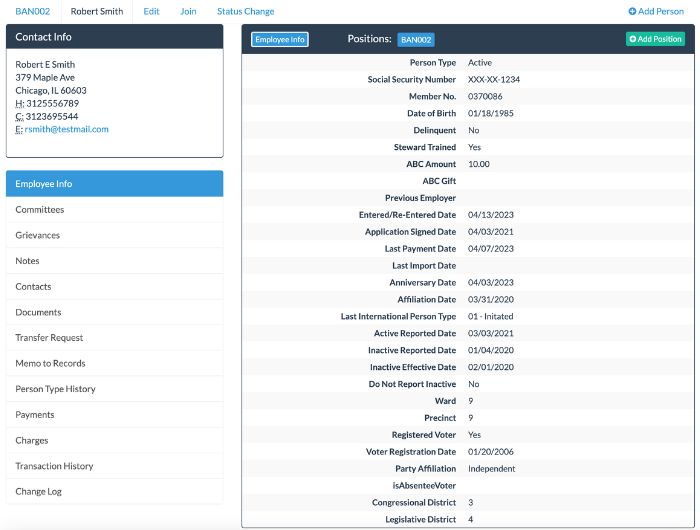 BAN002 Robert Smith Edit Join Status Change Add Person
Contact Info
Robert E Smith
379 Maple Ave
Chicago, IL 60603
H: 3125556789
C: 3123695544
E: rsmith@testmail.com
Employee Info
Committees
Grievances
Notes
Contacts
Documents
Transfer Request
Memo to Records
Person Type History
Payments
Charges
Transaction History
Change Log
Employee Info Positions: BAN002 Add Position
Person Type Active
Social Security Number XXX-XX-1234
Member No. 0370086
Date of Birth 01/18/1985
Delinquent No
Steward Trained Yes
ABC Amount 10.00
ABC Gift
Previous Employer
Entered/Re-Entered Date 04/13/2023
Application Signed Date 04/03/2021
Last Payment Date 04/07/2023
Last Import Date
Anniversary Date 04/03/2023
Affiliation Date 03/31/2020
Last International Person Type 01 - Initated
Active Reported Date 03/03/2021
Inactive Reported Date 01/04/2020
Inactive Effective Date 02/01/2020
Do Not Report Inactive No
Ward 9
Precinct 9
Registered Voter Yes
Voter Registration Date 01/20/2006
Party Affiliation Independent
isAbsenteeVoter
Congressional District 3
Legislative District 4